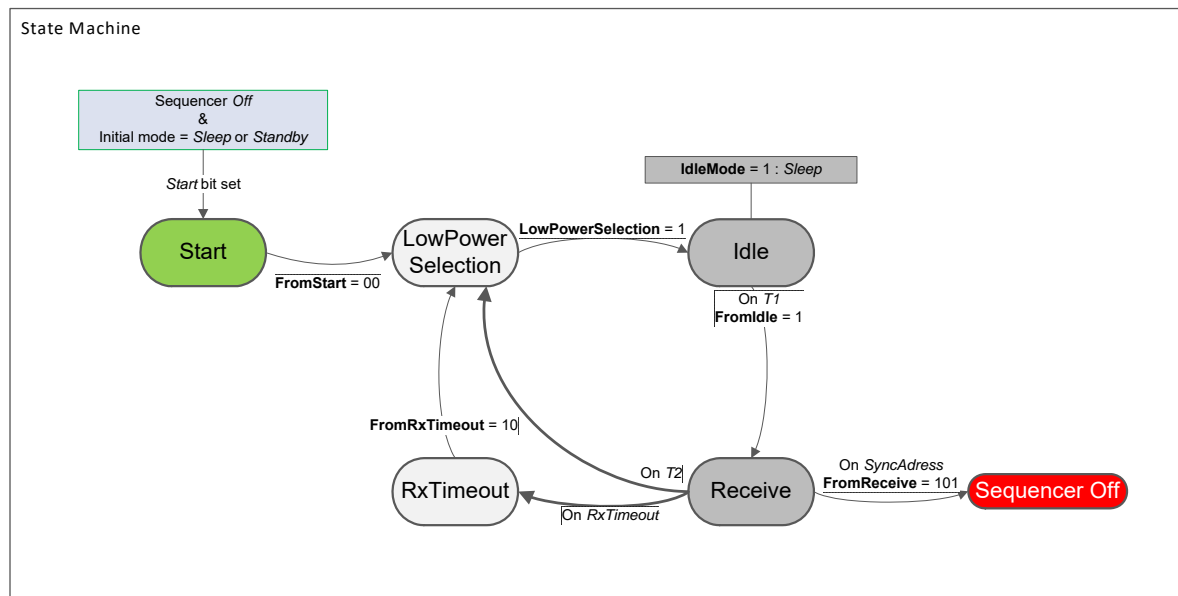 State Machine
Sequencer Off
&
Initial mode = Sleep or Standby
Start bit set
IdleMode = 1 : Sleep
Start
LowPower
Selection
LowPowerSelection = 1
Idle
FromStart = 00
On T1
FromIdle = 1
FromRxTimeout = 10
On T2
RxTimeout
On RxTimeout
Receive
On SyncAdress
FromReceive = 101
Sequencer Off